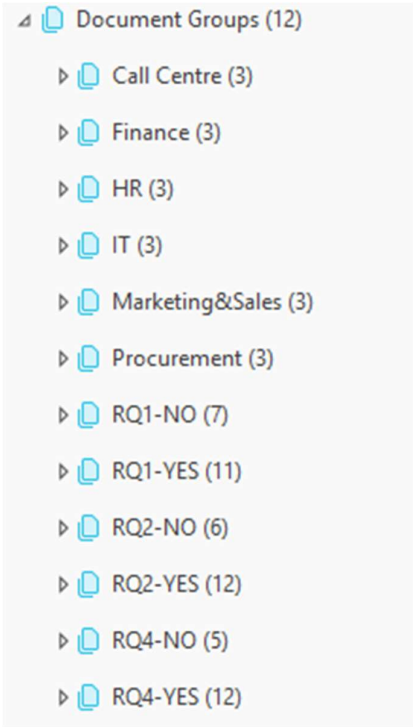 Document Groups (12)
Call Centre (3)
Finance (3)
HR (3)
IT (3)
Marketing&Sales (3)
Procurement (3)
RQ1-NO (7)
RQ1-YES (11)
RQ2-NO (6)
RQ2-YES (12)
RQ4-NO (5)
RQ4-YES (12)